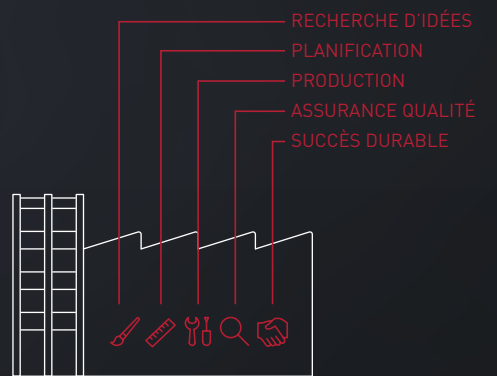 RECHERCHE D'IDÉES
PLANIFICATION
PRODUCTION
ASSURANCE QUALITÉ
SUCCÈS DURABLE